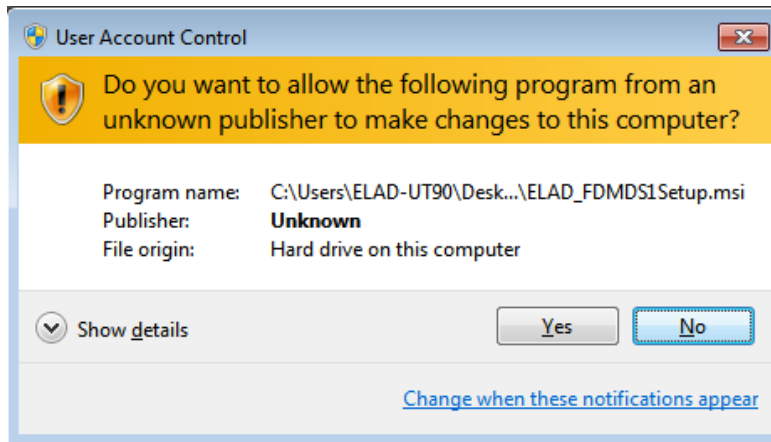 User Account Control
Do you want to allow the following program from an
unknown publisher to make changes to this computer?
Program name: C:\Users\ELAD-UT90\Desk...\ELAD_FDMDS1Setup.msi
Publisher: Unknown
File origin: Hard drive on this computer
Show details
Yes No
Change when these notifications appear